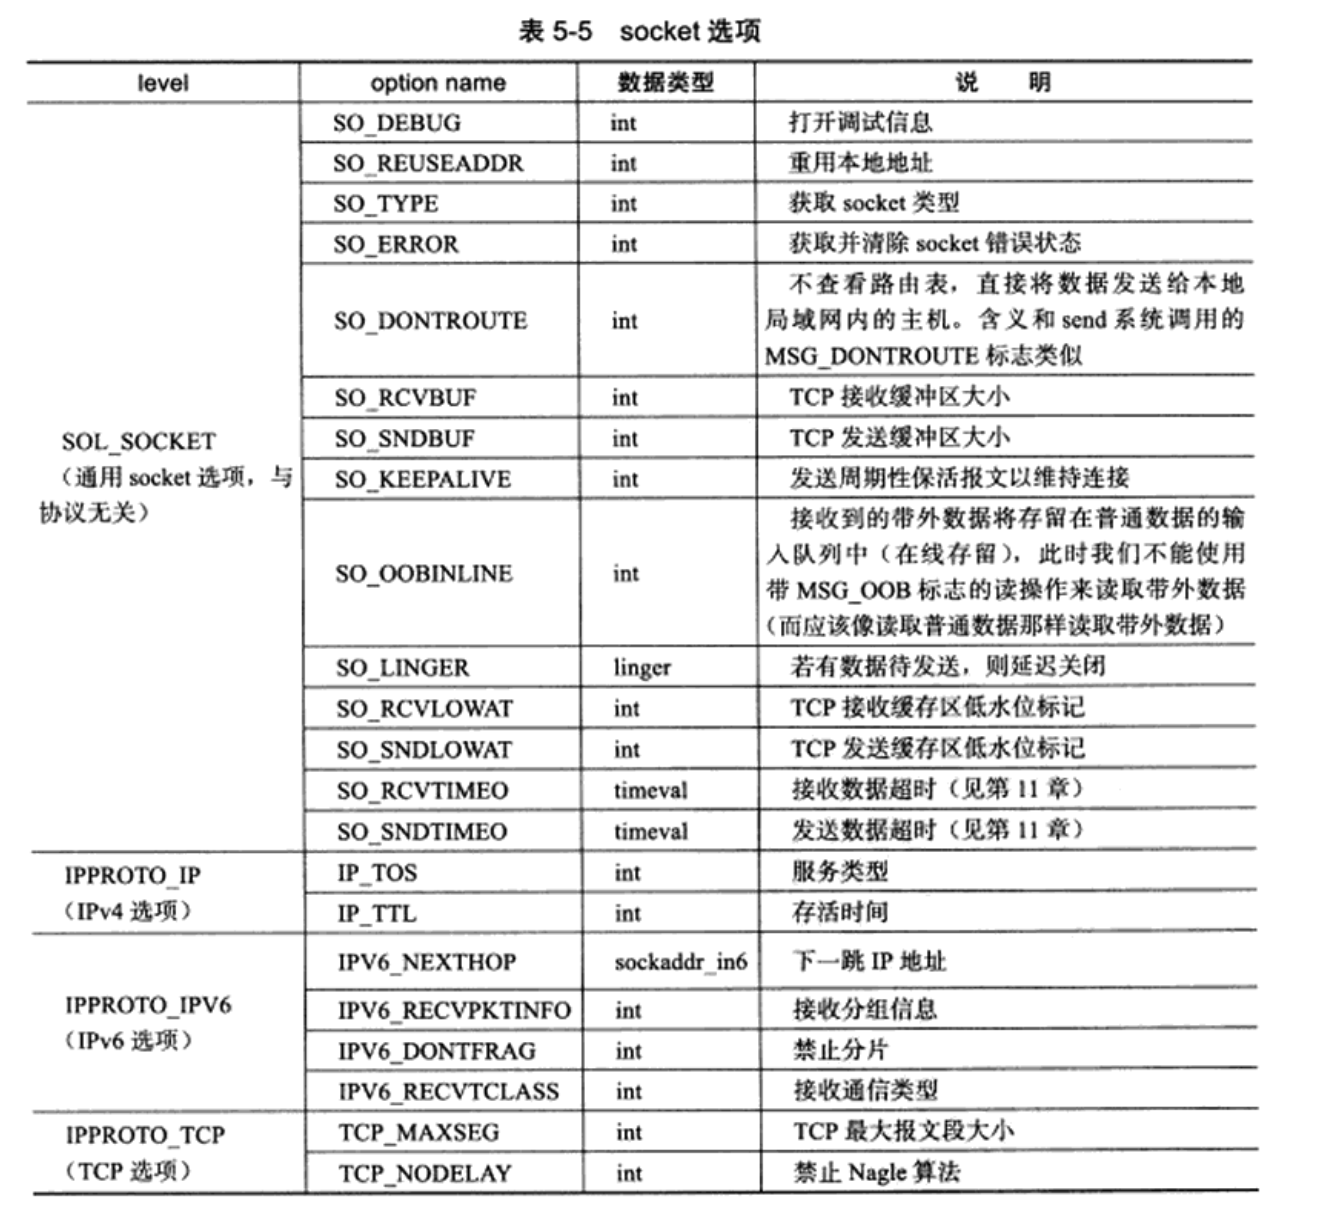 表 5-5 socket 选项
level option name 数据类型 说 明
SOL_SOCKET
（通用 socket 选项，与
协议无关）
SO_DEBUG int 打开调试信息
SO_REUSEADDR int 重用本地地址
SO_TYPE int 获取 socket 类型
SO_ERROR int 获取并清除 socket 错误状态
SO_DONTROUTE int 不查看路由表，直接将数据发送给本地
局域网内的主机。含义和 send 系统调用的
MSG_DONTROUTE 标志类似
SO_RCVBUF int TCP 接收缓冲区大小
SO_SNDBUF int TCP 发送缓冲区大小
SO_KEEPALIVE int 发送周期性保活报文以维持连接
SO_OOBINLINE int 接收到的带外数据将存留在普通数据的输
入队列中（在线存留），此时我们不能使用
带 MSG_OOB 标志的读操作来读取带外数据
（而应该像读取普通数据那样读取带外数据）
SO_LINGER linger 若有数据待发送，则延迟关闭
SO_RCVLOWAT int TCP 接收缓存区低水位标记
SO_SNDLOWAT int TCP 发送缓存区低水位标记
SO_RCVTIMEO timeval 接收数据超时（见第 11 章）
SO_SNDTIMEO timeval 发送数据超时（见第 11 章）
IPPROTO_IP
（IPv4 选项）
IP_TOS int 服务类型
IP_TTL int 存活时间
IPPROTO_IPV6
（IPv6 选项）
IPV6_NEXTHOP sockaddr_in6 下一跳 IP 地址
IPV6_RECVPKTINFO int 接收分组信息
IPV6_DONTFRAG int 禁止分片
IPV6_RECVTCLASS int 接收通信类型
IPPROTO_TCP
（TCP 选项）
TCP_MAXSEG int TCP 最大报文段大小
TCP_NODELAY int 禁止 Nagle 算法